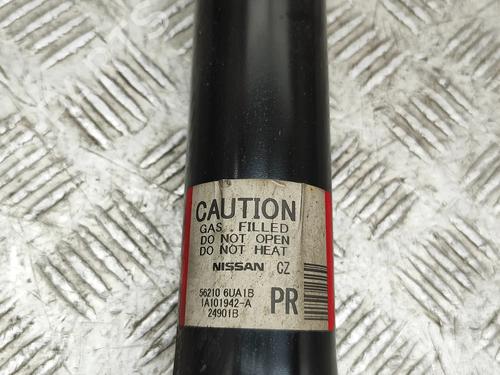 CAUTION
GAS FILLED
DO NOT OPEN
DO NOT HEAT
NISSAN CZ
56210 6UA1B
1A101942-A
24901B
PR